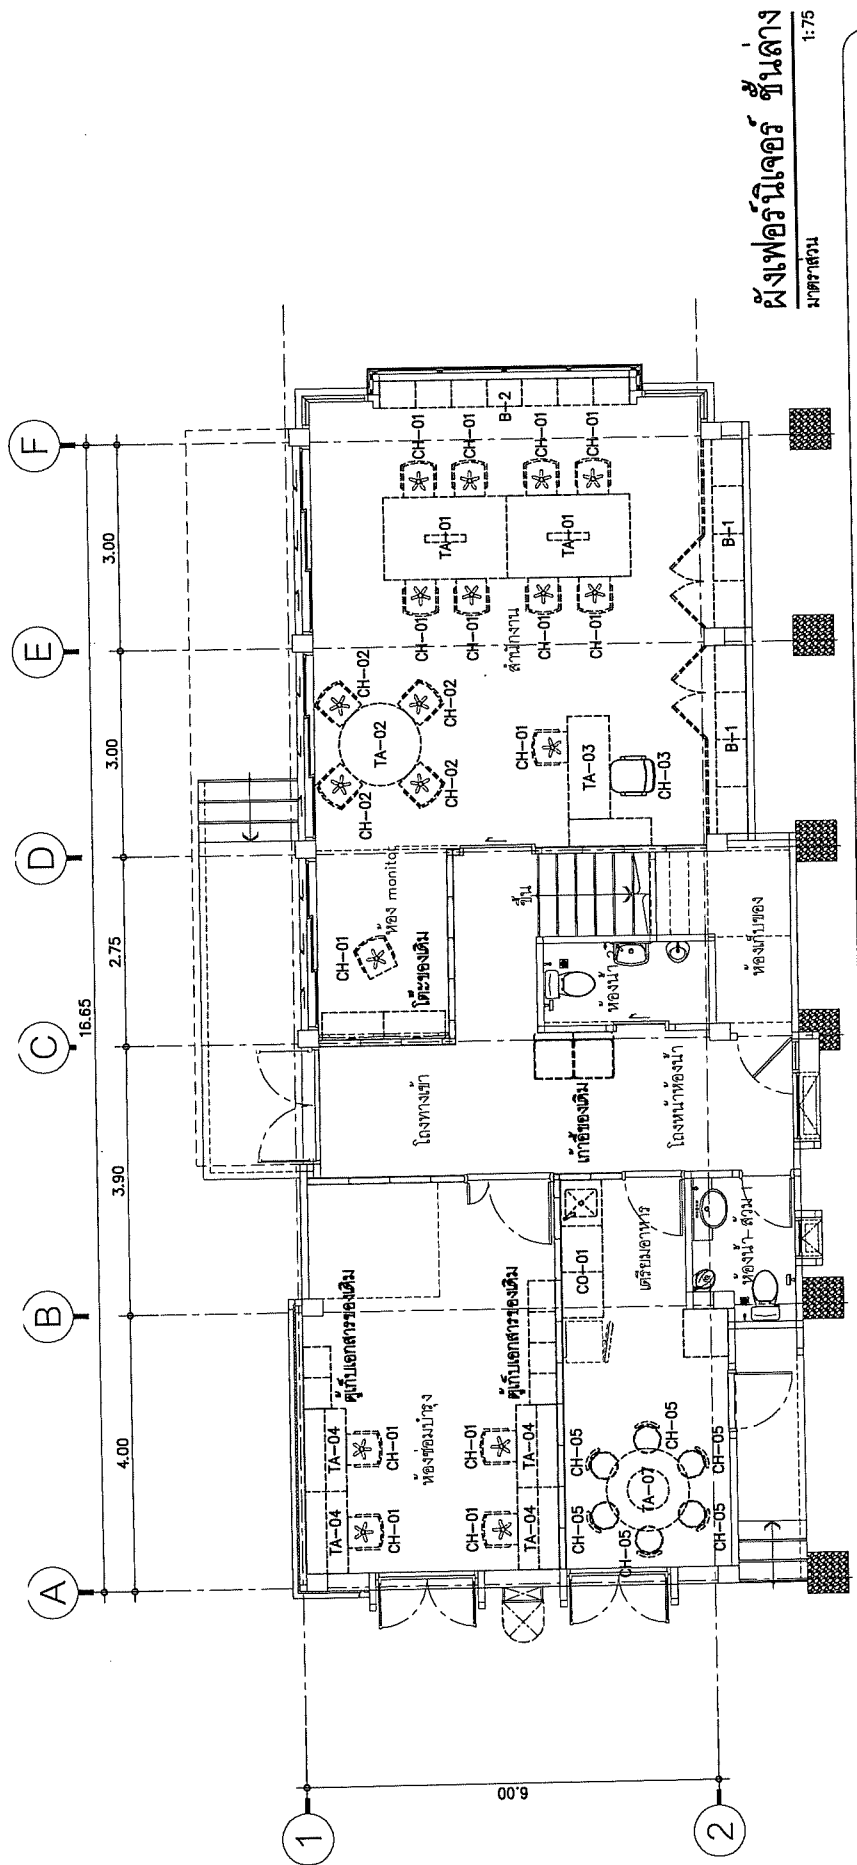 A
B
C
D
E
F
16.65
4.00
3.90
2.75
3.00
3.00
1
2
6.00
ตู้เก็บเอกสารของเดิม
TA-04
TA-04
CH-01
CH-01
ห้องซ่อมบำรุง
ตู้เก็บเอกสารของเดิม
CH-01
CH-01
TA-04
TA-04
โถงทางเข้า
CH-01
ห้อง monitor
โต๊ะของเดิม
CH-02
CH-02
TA-02
CH-02
CH-02
CH-01
CH-01
CH-01
CH-01
TA-01
TA-01
CH-01
CH-01
CH-01
CH-01
B-2
สำนักงาน
CH-01
TA-03
CH-03
ขึ้น
ห้องน้ำ 2
เก้าอี้ของเดิม
โถงหน้าห้องน้ำ
ห้องเก็บของ
CO-01
เตรียมอาหาร
ห้องน้ำ-ส้วม 1
CH-05
CH-05
CH-05
TA-07
CH-05
CH-05
CH-05
B-1
B-1
ผังเฟอร์นิเจอร์ ชั้นล่าง
มาตราส่วน 1:75